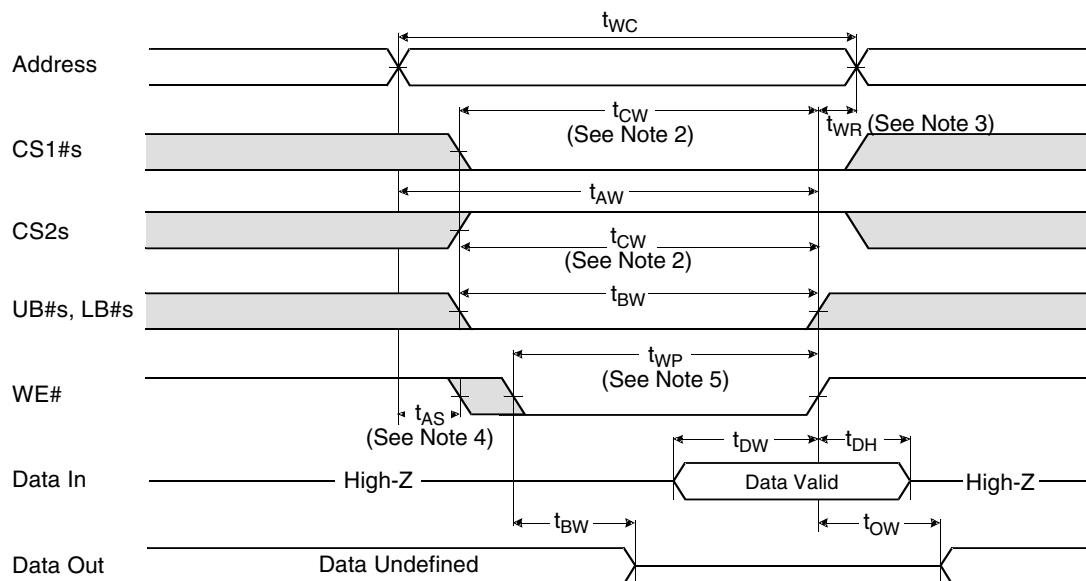 tWC
Address
tCW
(See Note 2)
tWR (See Note 3)
CS1#s
tAW
CS2s
tCW
(See Note 2)
tBW
UB#s, LB#s
tWP
(See Note 5)
WE#
tAS
(See Note 4)
tDW
tDH
Data In
High-Z
Data Valid
High-Z
tBW
tOW
Data Out
Data Undefined